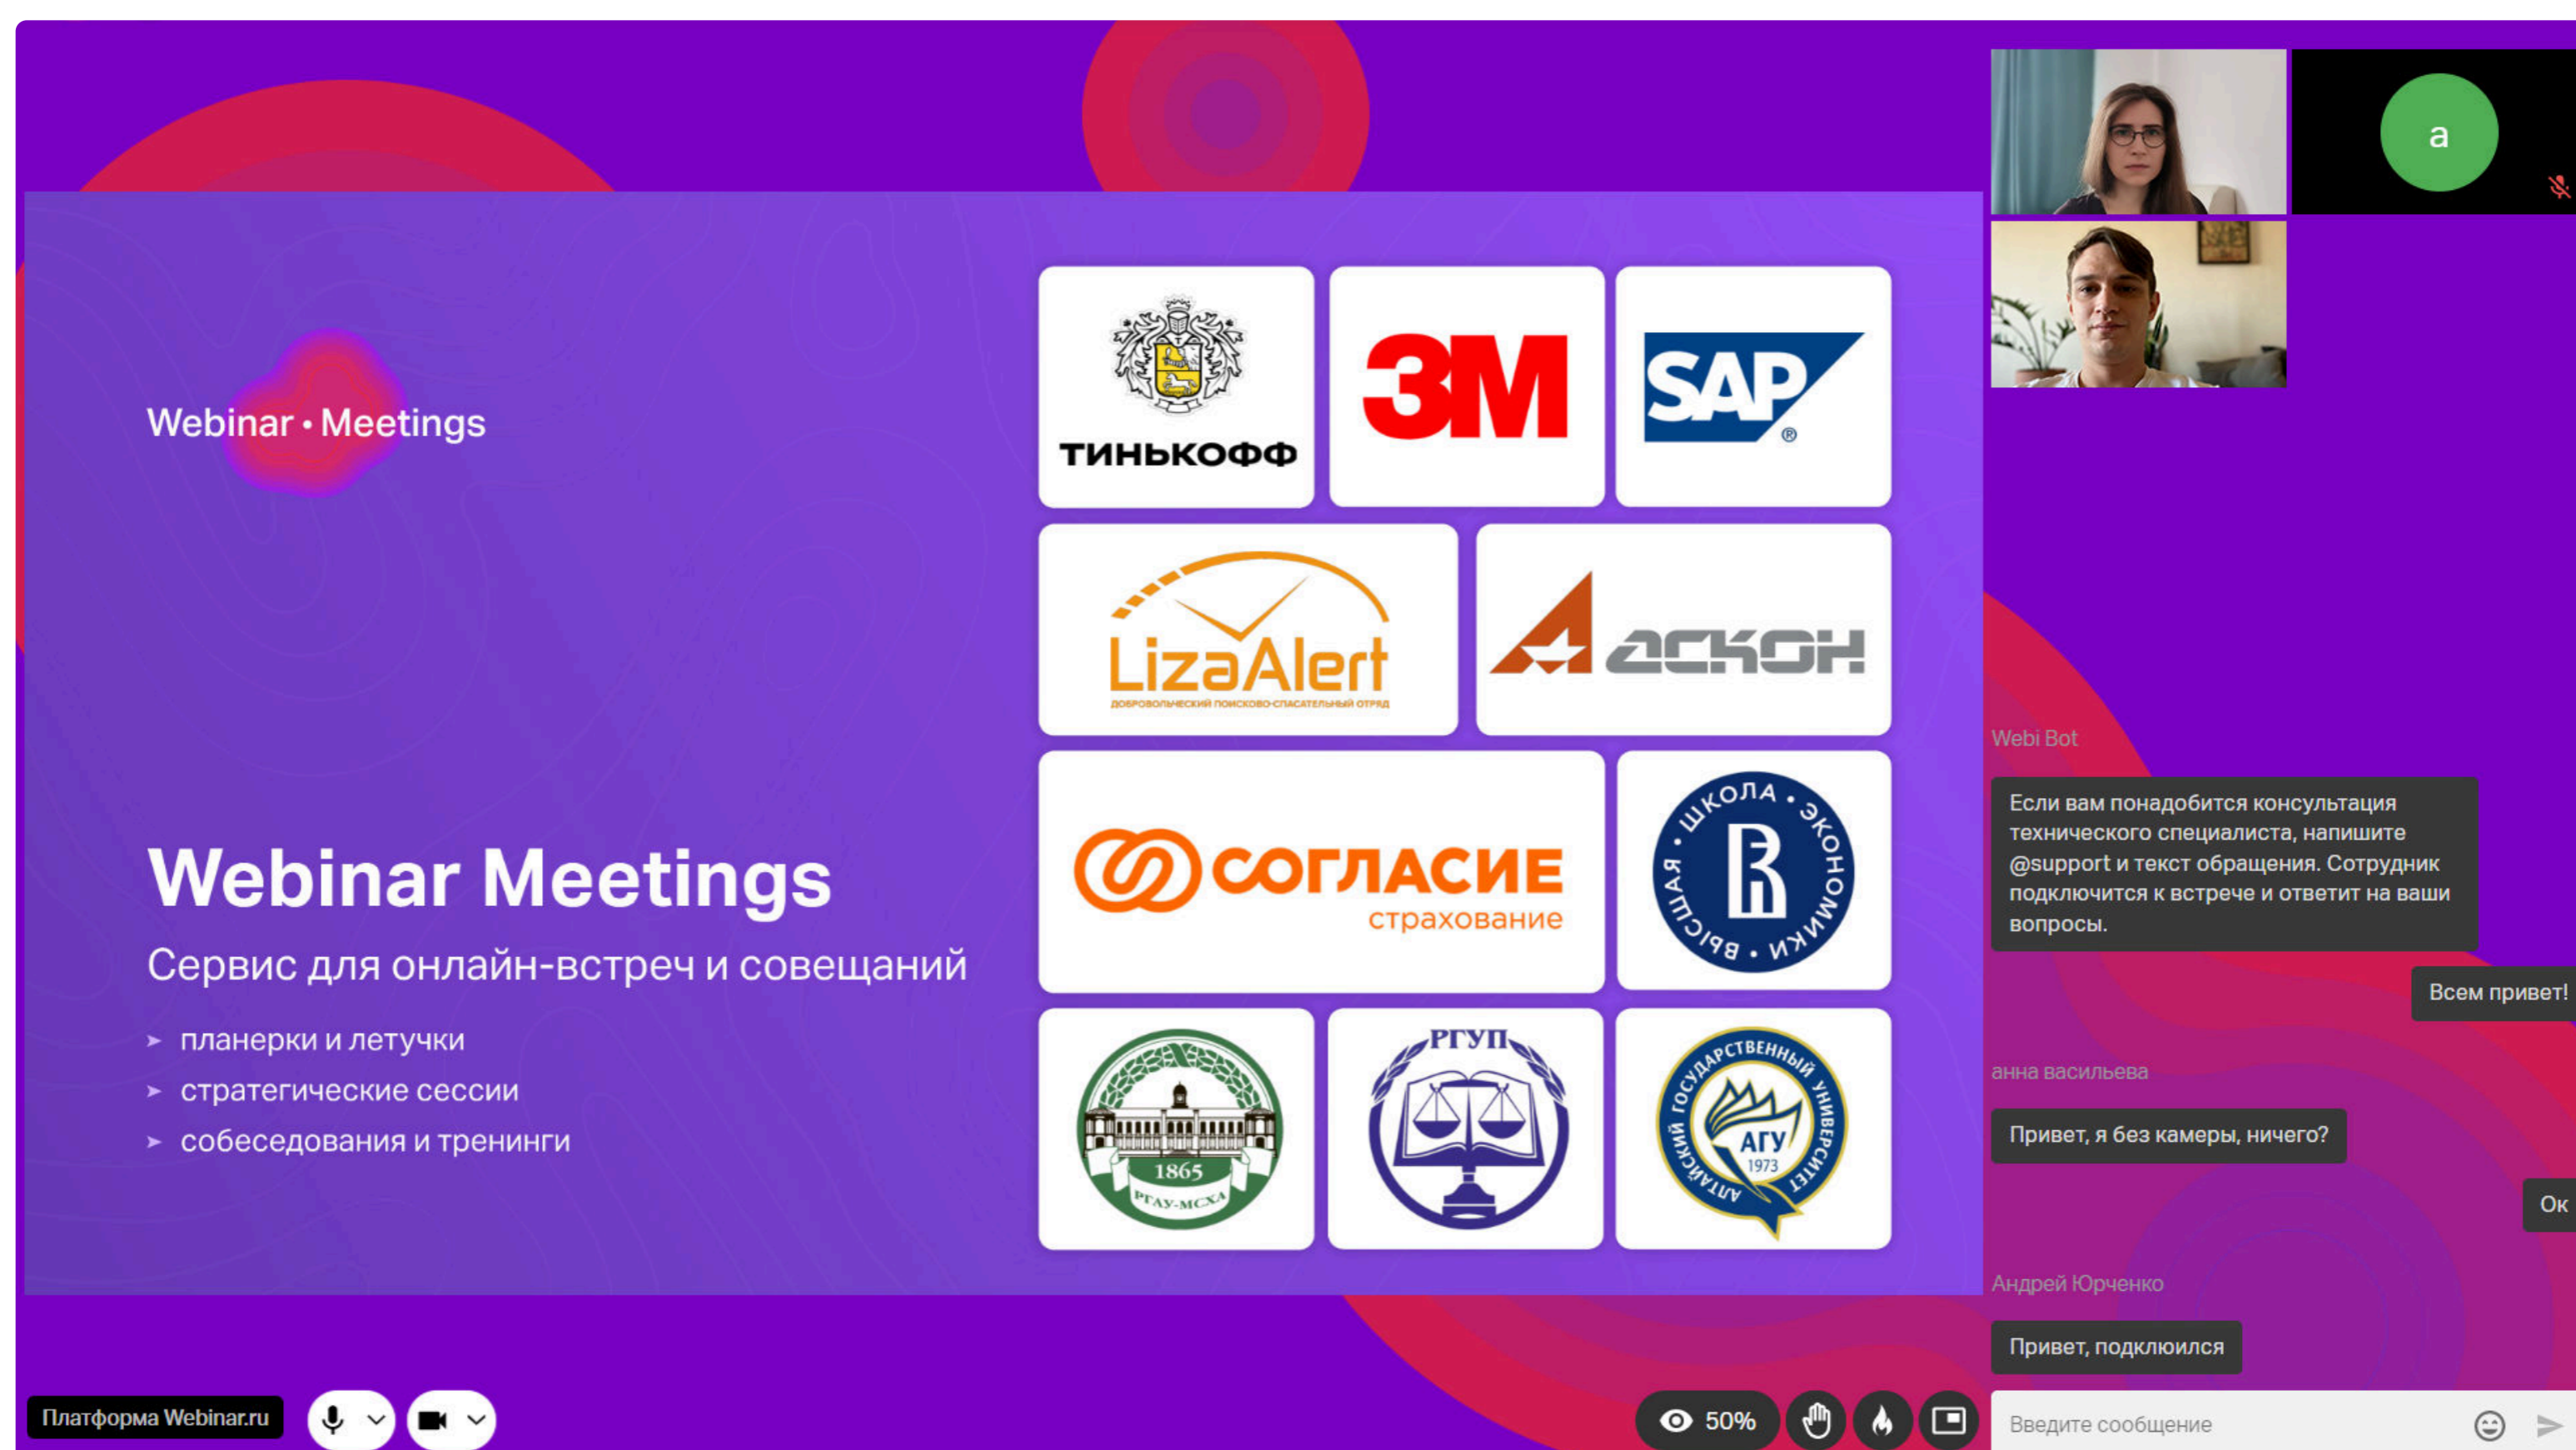 Webinar • Meetings
Webinar Meetings
Сервис для онлайн-встреч и совещаний
➤ планерки и летучки
➤ стратегические сессии
➤ собеседования и тренинги
ТИНЬКОФФ
3M
SAP
®
LizaAlert
ДОБРОВОЛЬЧЕСКИЙ ПОИСКОВО-СПАСАТЕЛЬНЫЙ ОТРЯД
АСКОН
СОГЛАСИЕ
страхование
ВЫСШАЯ • ШКОЛА • ЭКОНОМИКИ •
1865
РГАУ-МСХА
РГУП
АЛТАЙСКИЙ ГОСУДАРСТВЕННЫЙ УНИВЕРСИТЕТ
АГУ
1973
a
Webi Bot
Если вам понадобится консультация
технического специалиста, напишите
@support и текст обращения. Сотрудник
подключится к встрече и ответит на ваши
вопросы.
Всем привет!
анна васильева
Привет, я без камеры, ничего?
Ок
Андрей Юрченко
Привет, подклюился
Введите сообщение
Платформа Webinar.ru
50%